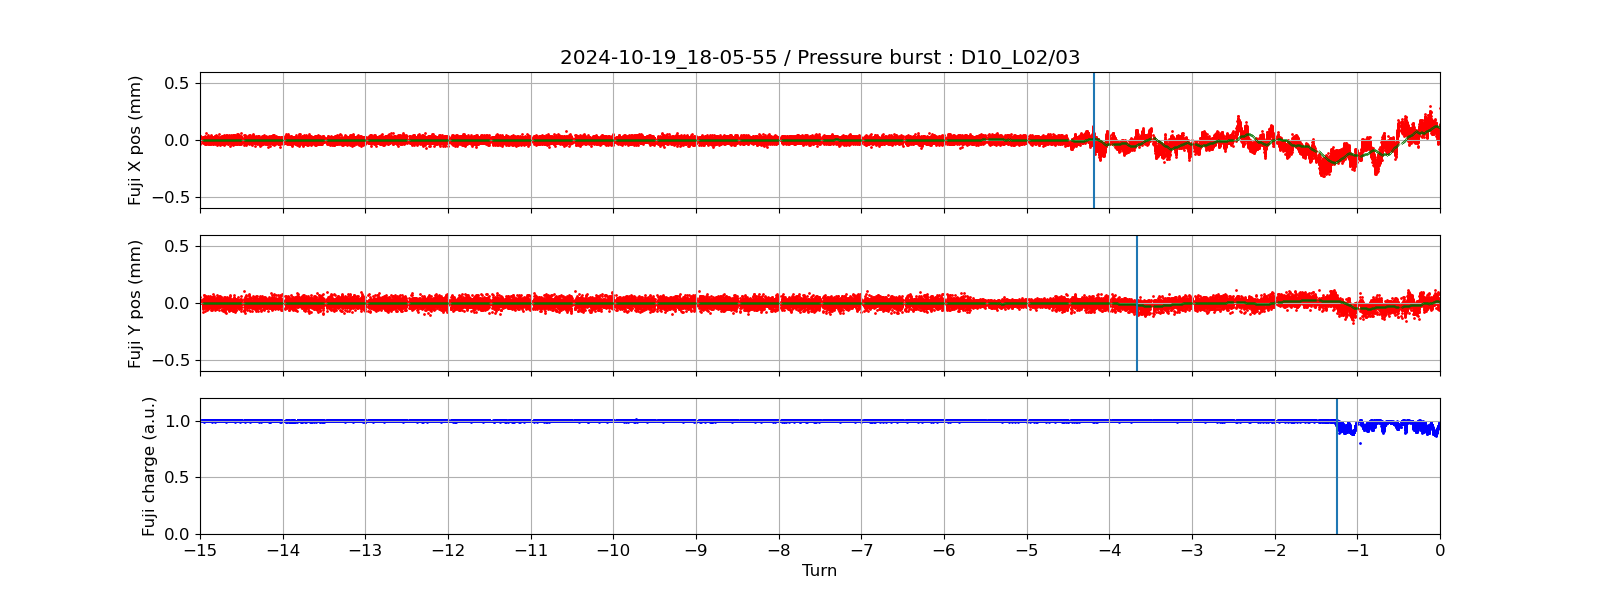 2024-10-19_18-05-55 / Pressure burst : D10_L02/03
Fuji X pos (mm)
0.5
0.0
−0.5
Fuji Y pos (mm)
0.5
0.0
−0.5
Fuji charge (a.u.)
1.0
0.5
0.0
−15 −14 −13 −12 −11 −10 −9 −8 −7 −6 −5 −4 −3 −2 −1 0
Turn